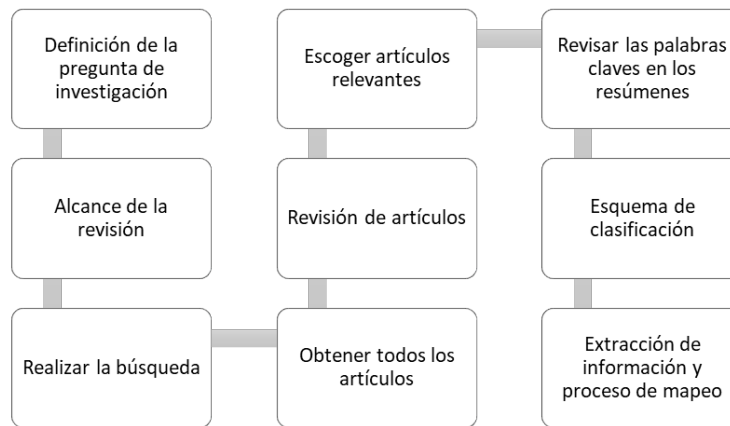 Definición de la
pregunta de
investigación
Alcance de la
revisión
Realizar la búsqueda
Obtener todos los
artículos
Revisión de artículos
Escoger artículos
relevantes
Revisar las palabras
claves en los
resúmenes
Esquema de
clasificación
Extracción de
información y
proceso de mapeo